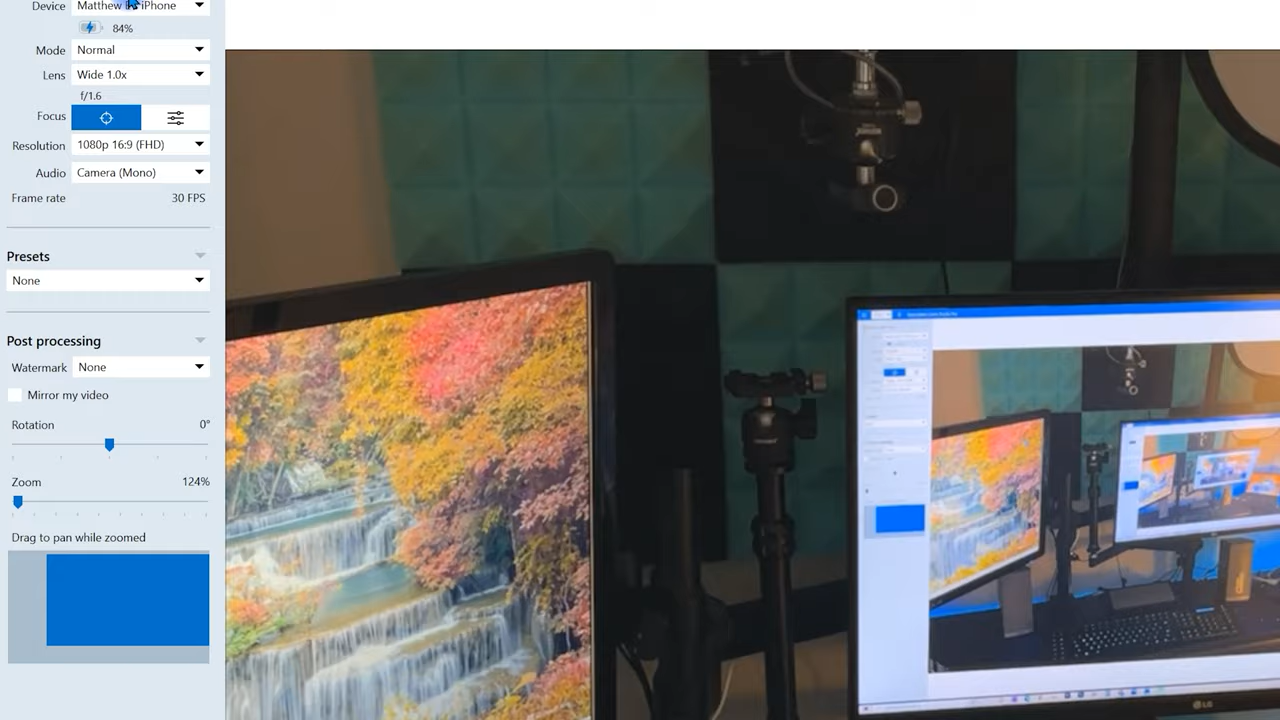 Device Matthew iPhone
84%
Mode Normal
Lens Wide 1.0x
f/1.6
Focus
Resolution 1080p 16:9 (FHD)
Audio Camera (Mono)
Frame rate 30 FPS
Presets
None
Post processing
Watermark None
Mirror my video
Rotation 0°
Zoom 124%
Drag to pan while zoomed
LG